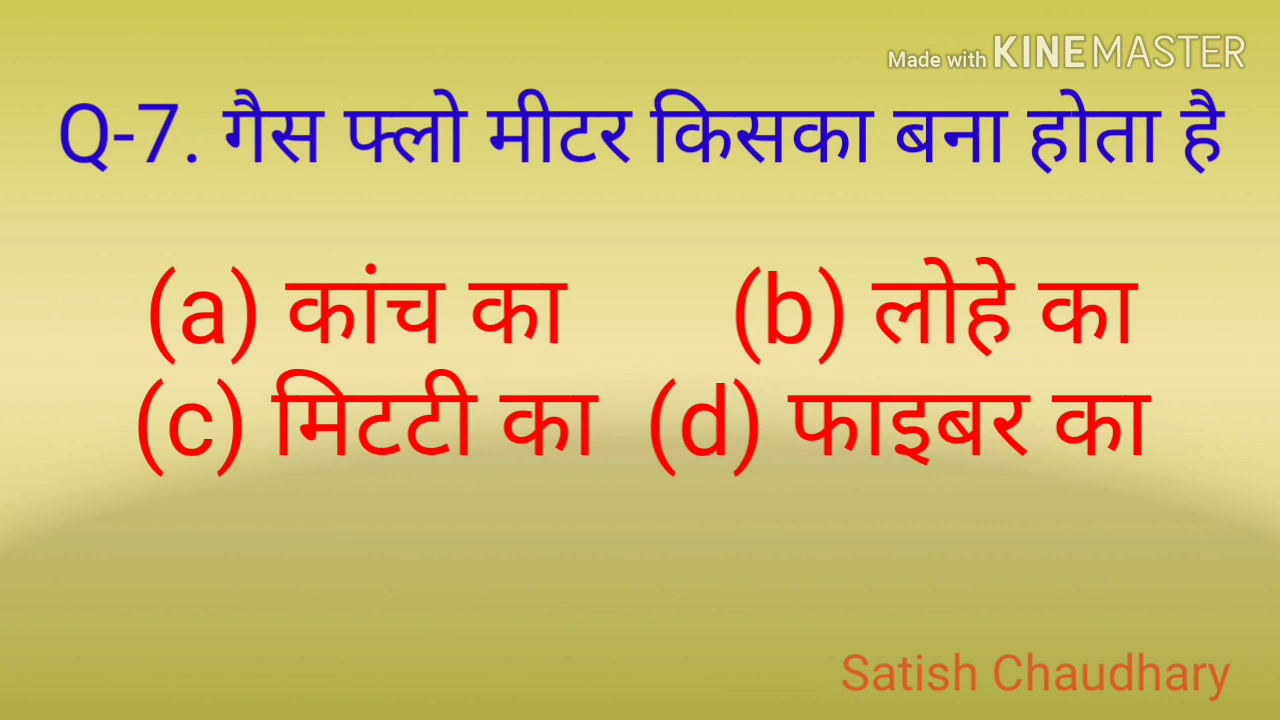 Made with KINEMASTER
Q-7. गैस फ्लो मीटर किसका बना होता है
(a) कांच का (b) लोहे का
(c) मिटटी का (d) फाइबर का
Satish Chaudhary